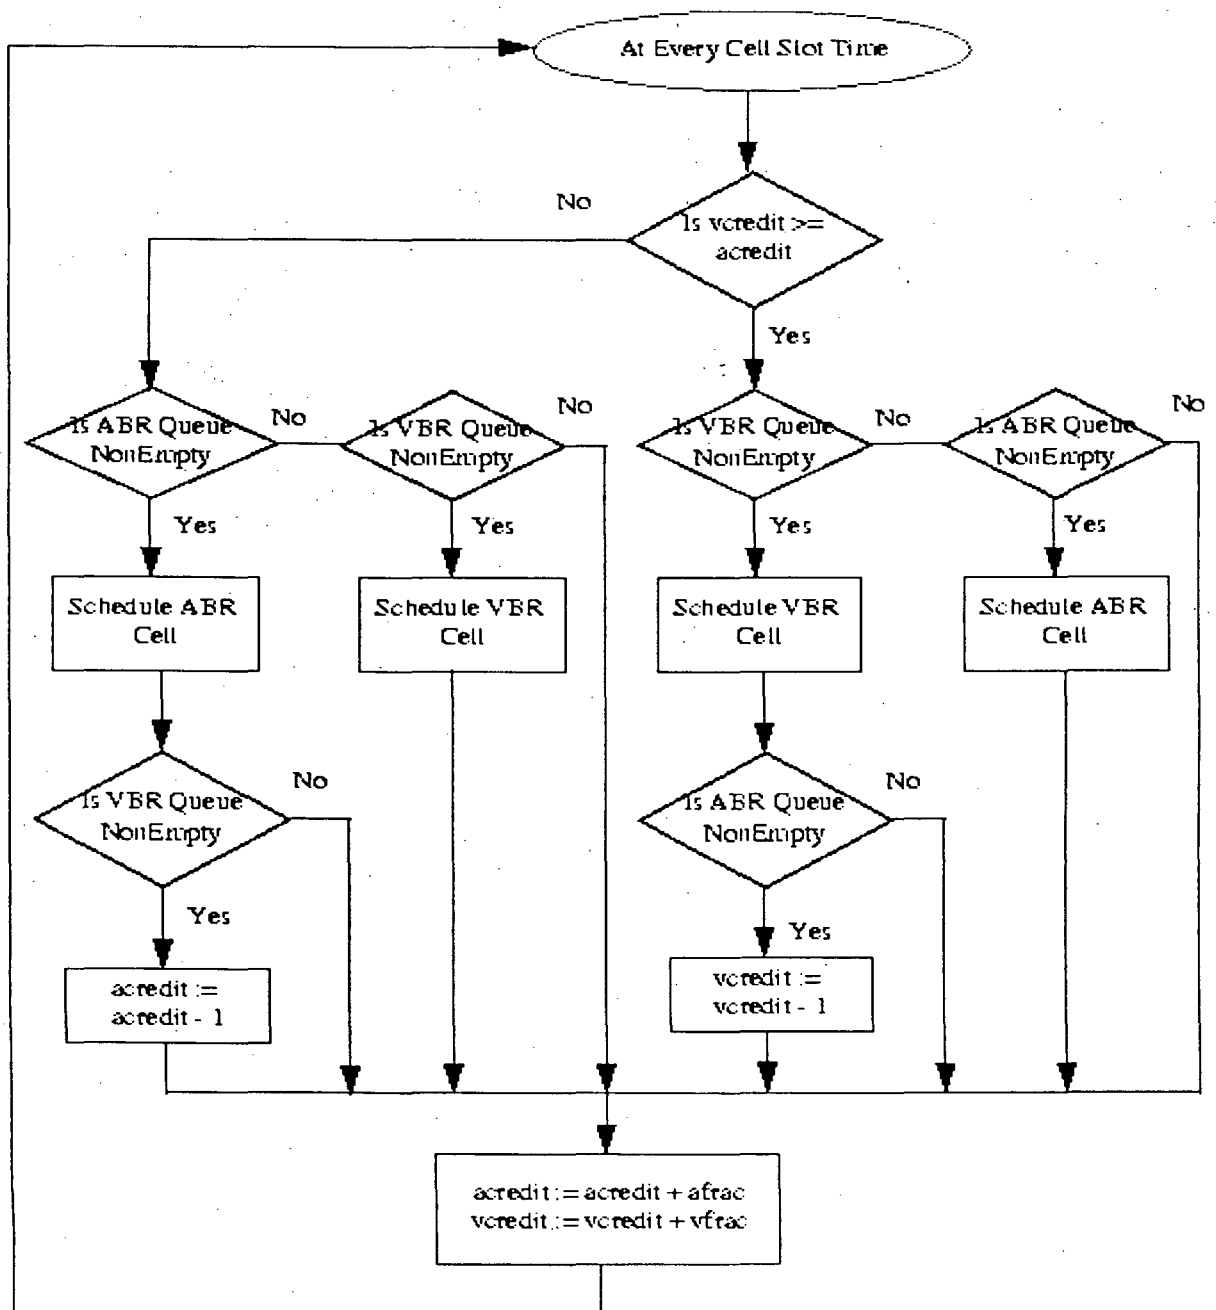 At Every Cell Slot Time
No
Is vcredit >=
acredit
Yes
Is ABR Queue
NonEmpty
No
Is VBR Queue
NonEmpty
No
Is VBR Queue
NonEmpty
No
Is ABR Queue
NonEmpty
No
Yes
Yes
Yes
Yes
Schedule ABR
Cell
Schedule VBR
Cell
Schedule VBR
Cell
Schedule ABR
Cell
Is VBR Queue
NonEmpty
No
Is ABR Queue
NonEmpty
No
Yes
Yes
acredit :=
acredit - 1
vcredit :=
vcredit - 1
acredit := acredit + afrac
vcredit := vcredit + vfrac